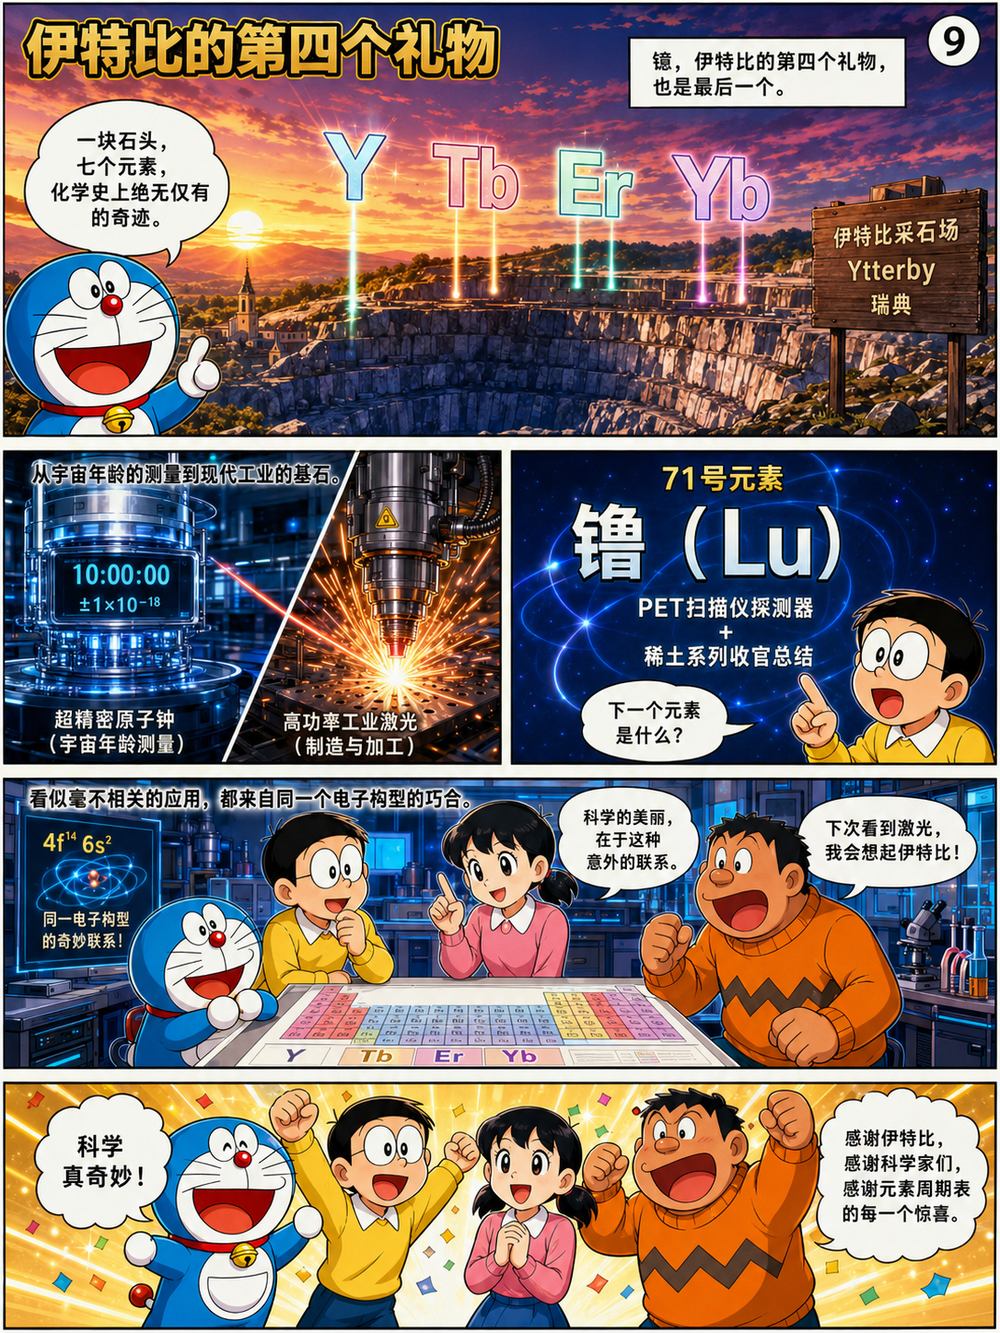 伊特比的第四个礼物
镱，伊特比的第四个礼物，
也是最后一个。
9
一块石头，
七个元素，
化学史上绝无仅有
的奇迹。
Y
Tb
Er
Yb
伊特比采石场
Ytterby
瑞典
从宇宙年龄的测量到现代工业的基石。
10:00:00
±1×10⁻¹⁸
超精密原子钟
（宇宙年龄测量）
高功率工业激光
（制造与加工）
71号元素
镥（Lu）
PET扫描仪探测器
+
稀土系列收官总结
下一个元素
是什么？
看似毫不相关的应用，都来自同一个电子构型的巧合。
4f¹⁴ 6s²
同一电子构型
的奇妙联系！
科学的美丽，
在于这种
意外的联系。
下次看到激光，
我会想起伊特比！
Y
Tb
Er
Yb
科学
真奇妙！
感谢伊特比，
感谢科学家们，
感谢元素周期表
的每一个惊喜。